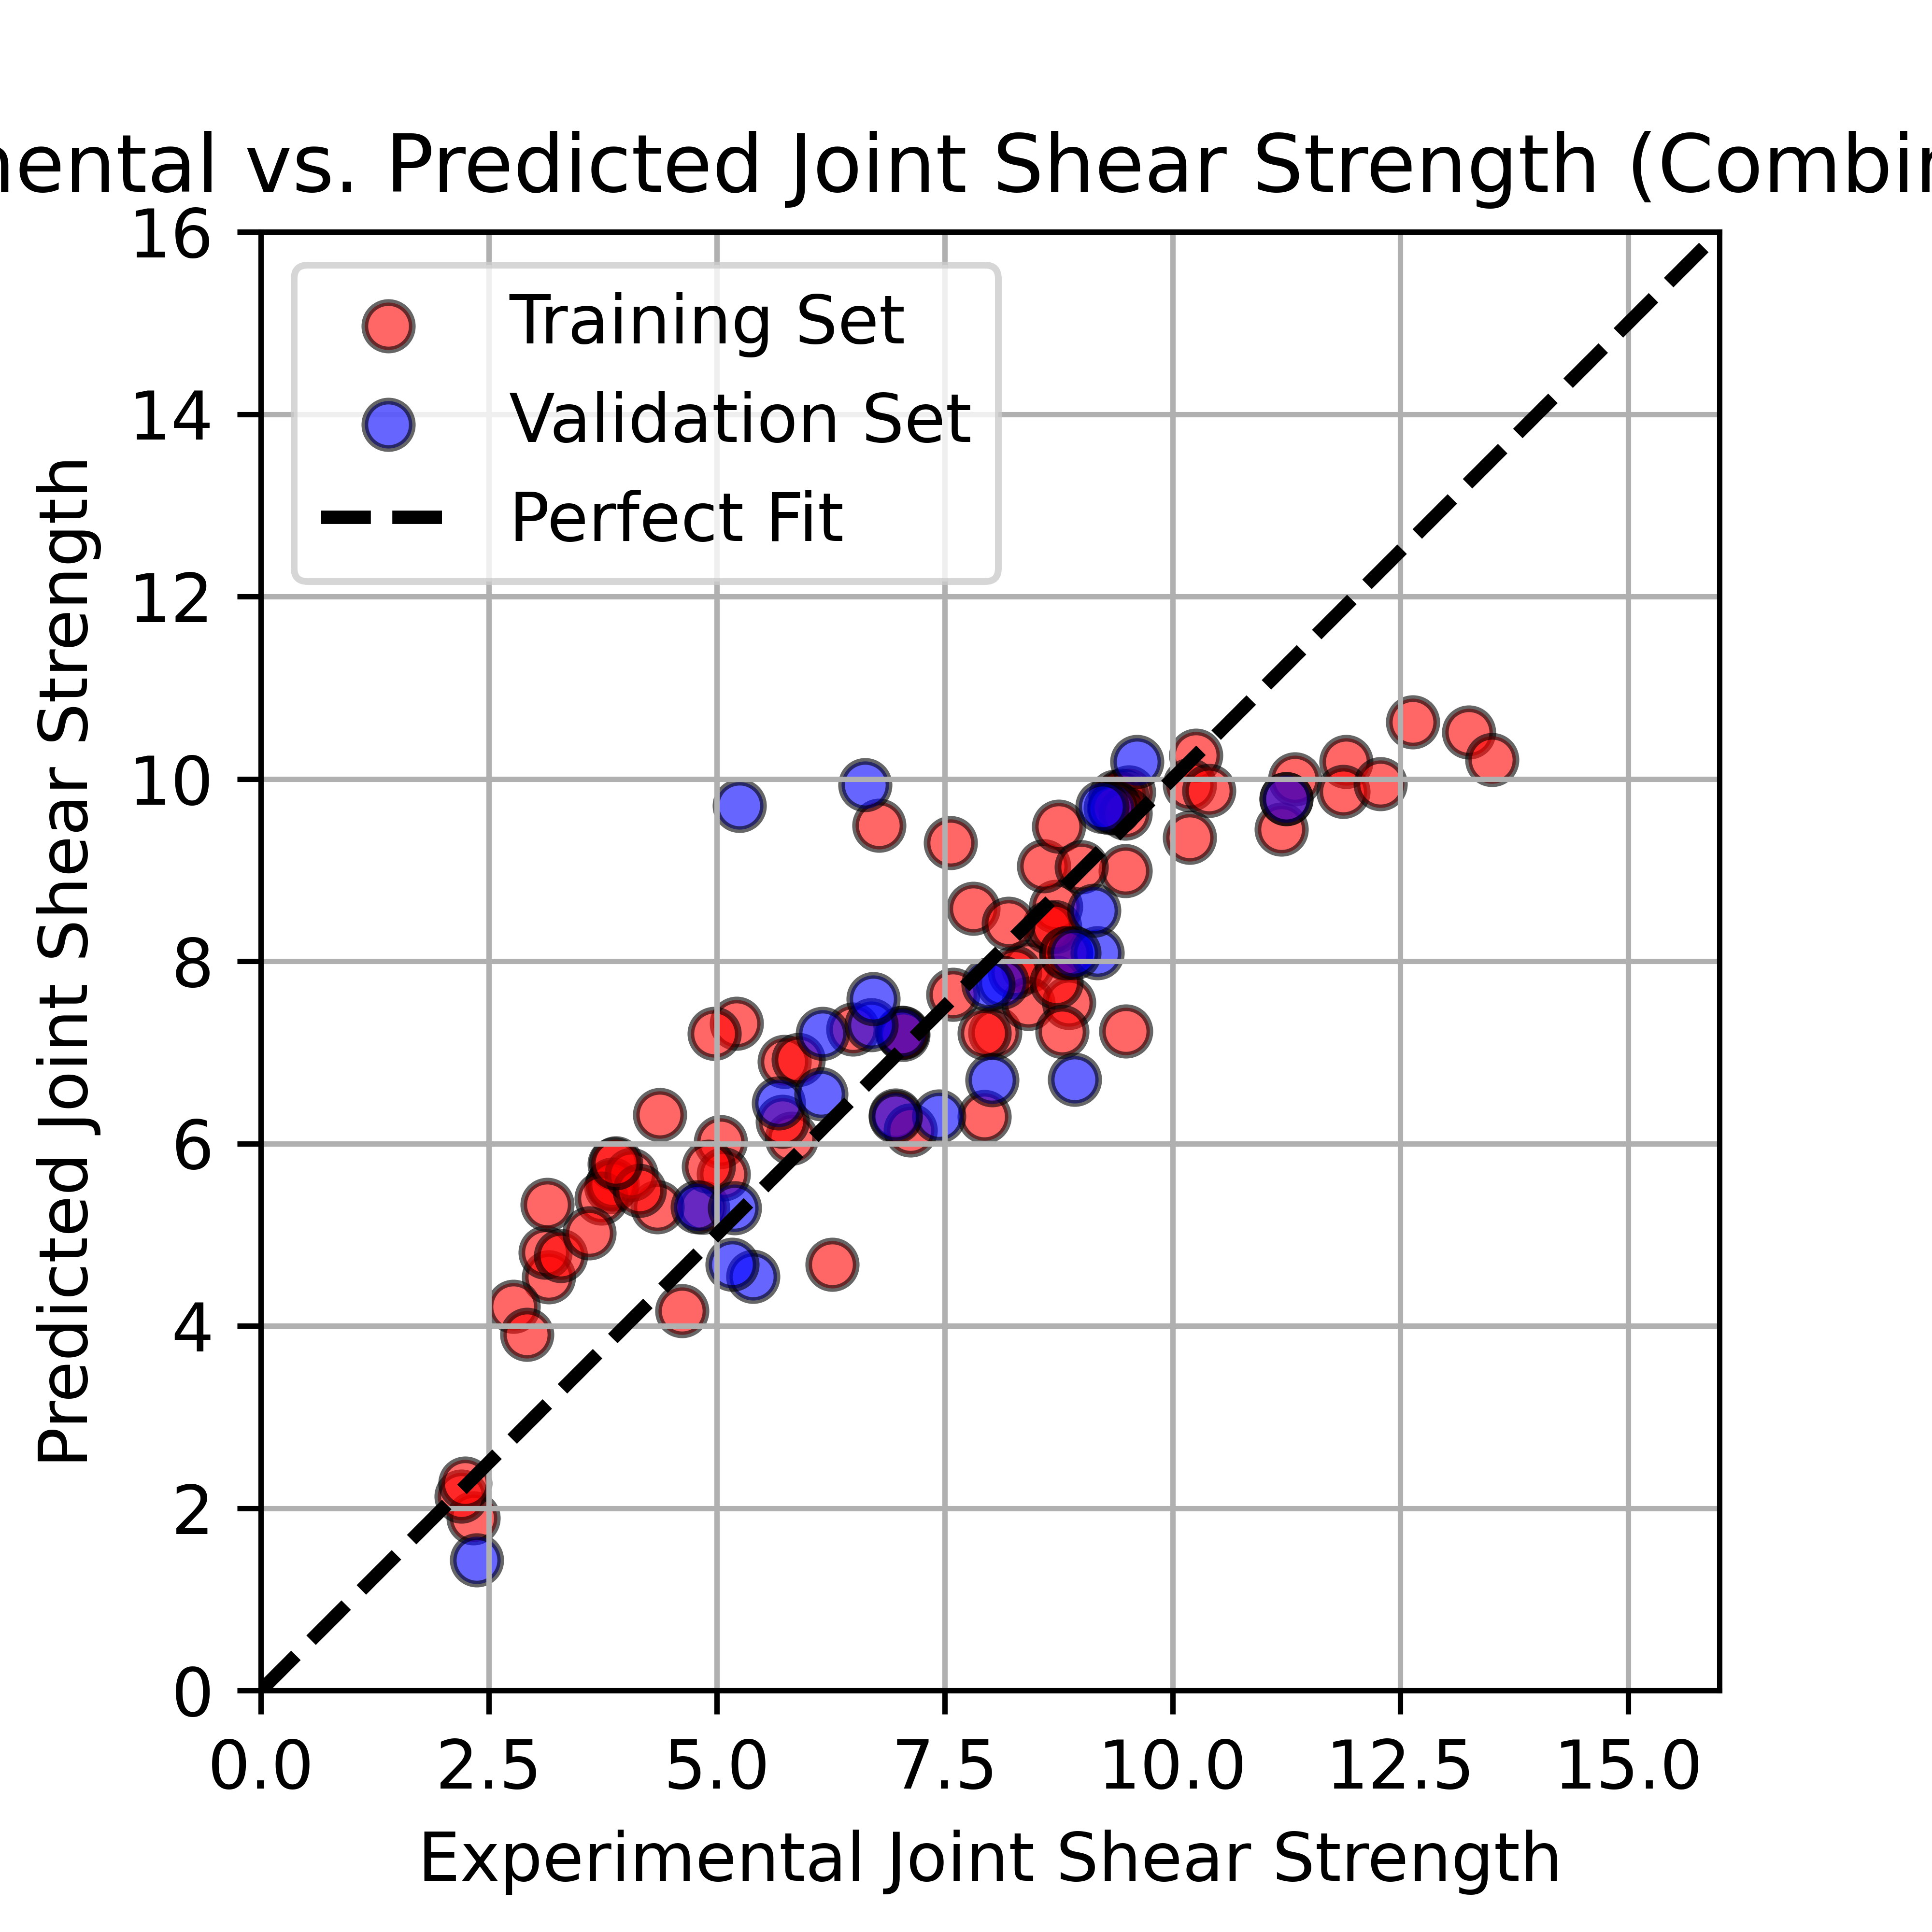 mental vs. Predicted Joint Shear Strength (Combin
Training Set
Validation Set
Perfect Fit
16
14
12
10
8
6
4
2
0
0.0 2.5 5.0 7.5 10.0 12.5 15.0
Predicted Joint Shear Strength
Experimental Joint Shear Strength